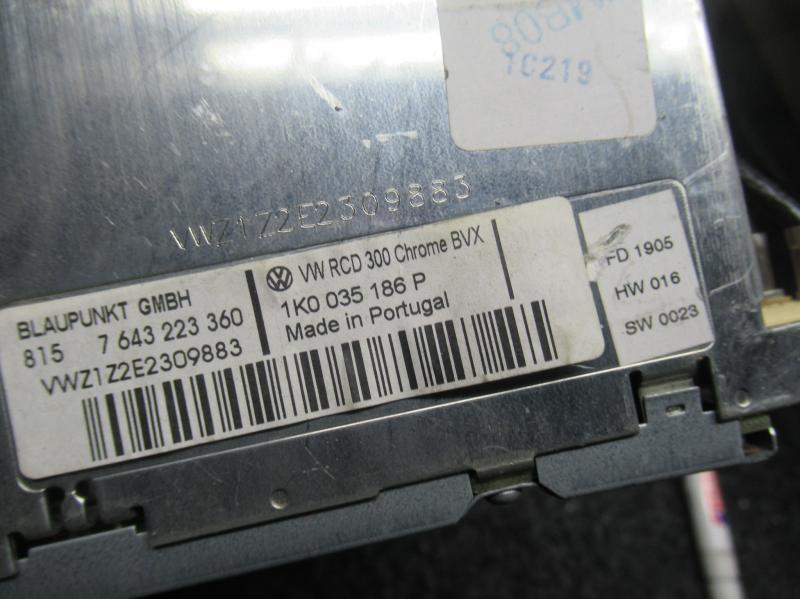 1C219
VWZ1Z2E2309883
BLAUPUNKT GMBH
815 7 643 223 360
VWZ1Z2E2309883
VW RCD 300 Chrome BVX
1K0 035 186 P
Made in Portugal
FD 1905
HW 016
SW 0023